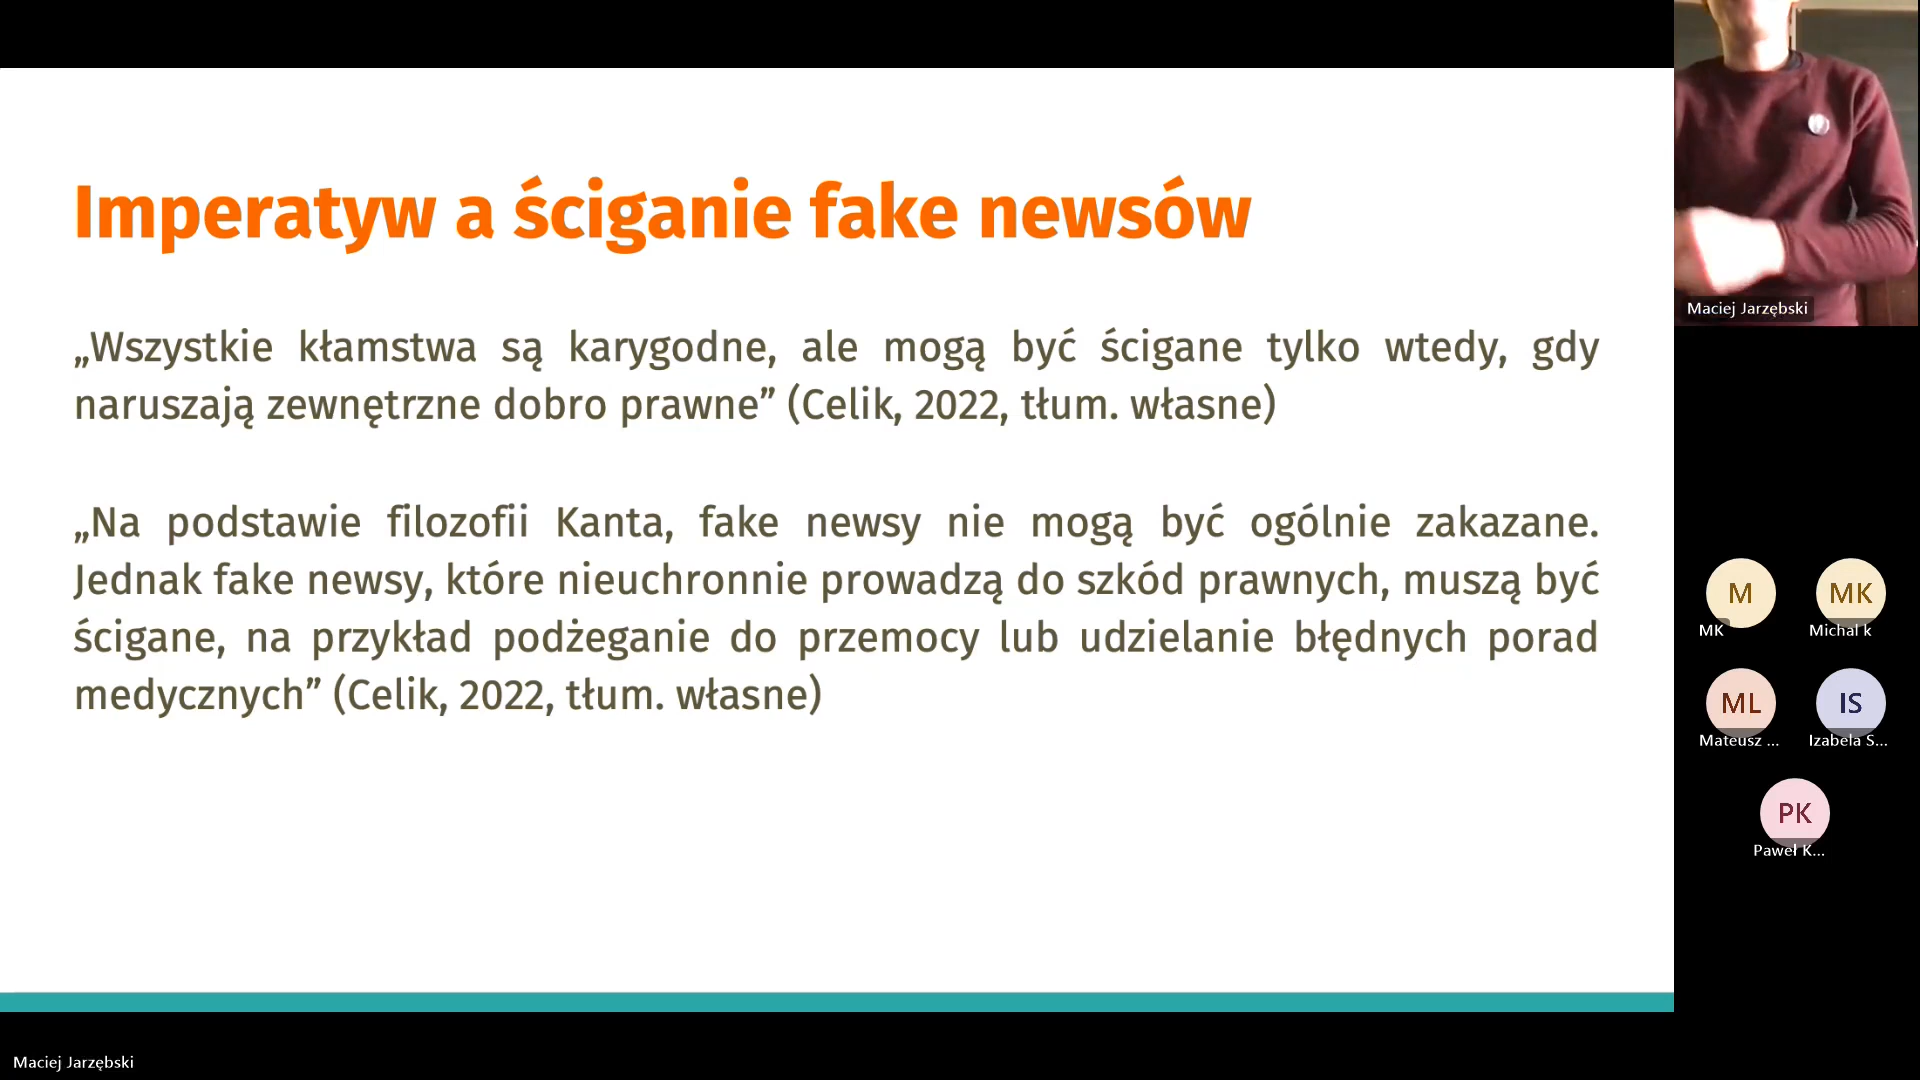 Imperatyw a ściganie fake newsów
„Wszystkie kłamstwa są karygodne, ale mogą być ścigane tylko wtedy, gdy
naruszają zewnętrzne dobro prawne” (Celik, 2022, tłum. własne)
„Na podstawie filozofii Kanta, fake newsy nie mogą być ogólnie zakazane.
Jednak fake newsy, które nieuchronnie prowadzą do szkód prawnych, muszą być
ścigane, na przykład podżeganie do przemocy lub udzielanie błędnych porad
medycznych” (Celik, 2022, tłum. własne)
Maciej Jarzębski
M
MK
MK
Michal k
ML
IS
Mateusz ...
Izabela S...
PK
Paweł K...
Maciej Jarzębski